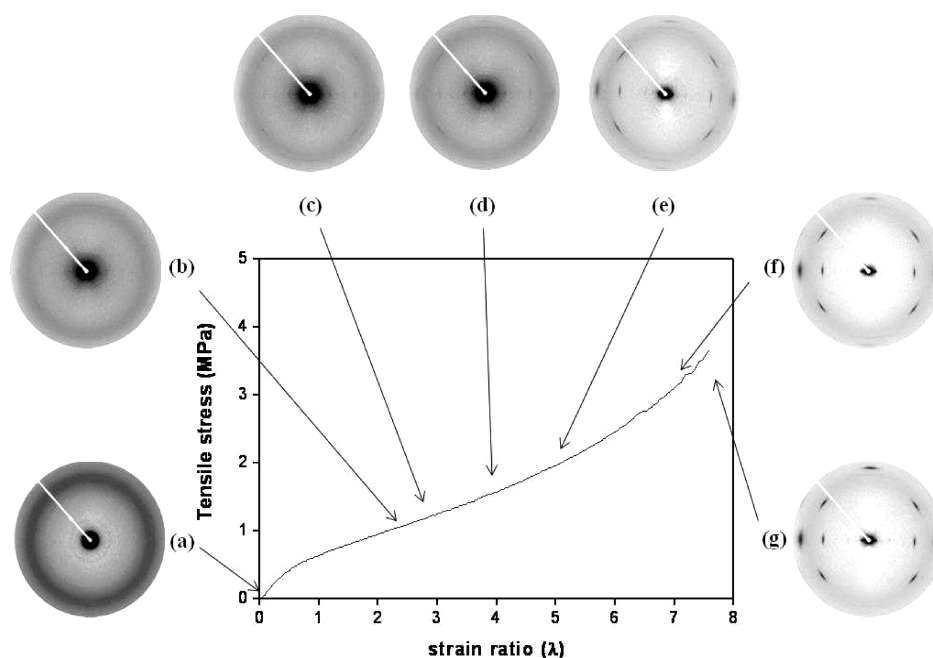 (c)
(d)
(e)
(b)
(f)
(a)
(g)
5
4
3
2
1
0
Tensile stress (MPa)
0 1 2 3 4 5 6 7 8
strain ratio (λ)